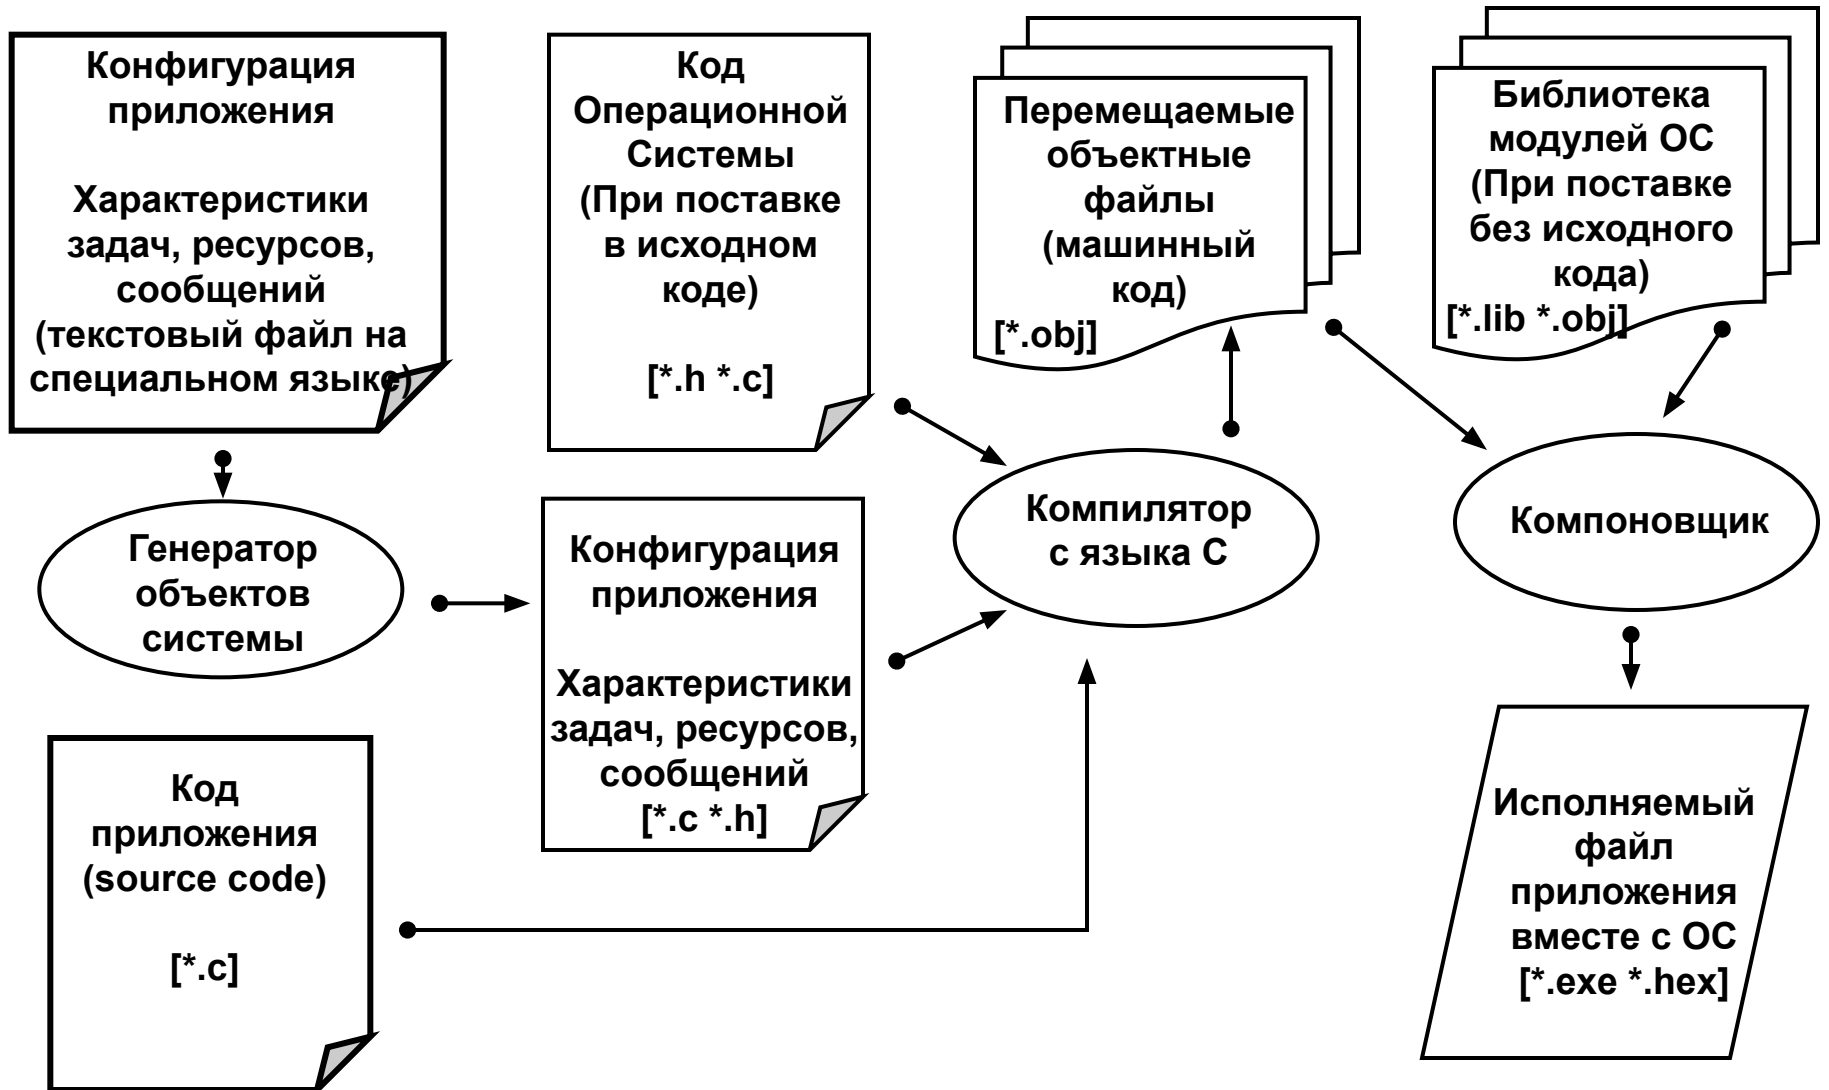 Конфигурация
приложения
Характеристики
задач, ресурсов,
сообщений
(текстовый файл на
специальном языке)
Код
Операционной
Системы
(При поставке
в исходном
коде)
[*.h *.c]
Перемещаемые
объектные
файлы
(машинный
код)
[*.obj]
Библиотека
модулей ОС
(При поставке
без исходного
кода)
[*.lib *.obj]
Генератор
объектов
системы
Конфигурация
приложения
Характеристики
задач, ресурсов,
сообщений
[*.c *.h]
Компилятор
с языка С
Компоновщик
Код
приложения
(source code)
[*.c]
Исполняемый
файл
приложения
вместе с ОС
[*.exe *.hex]